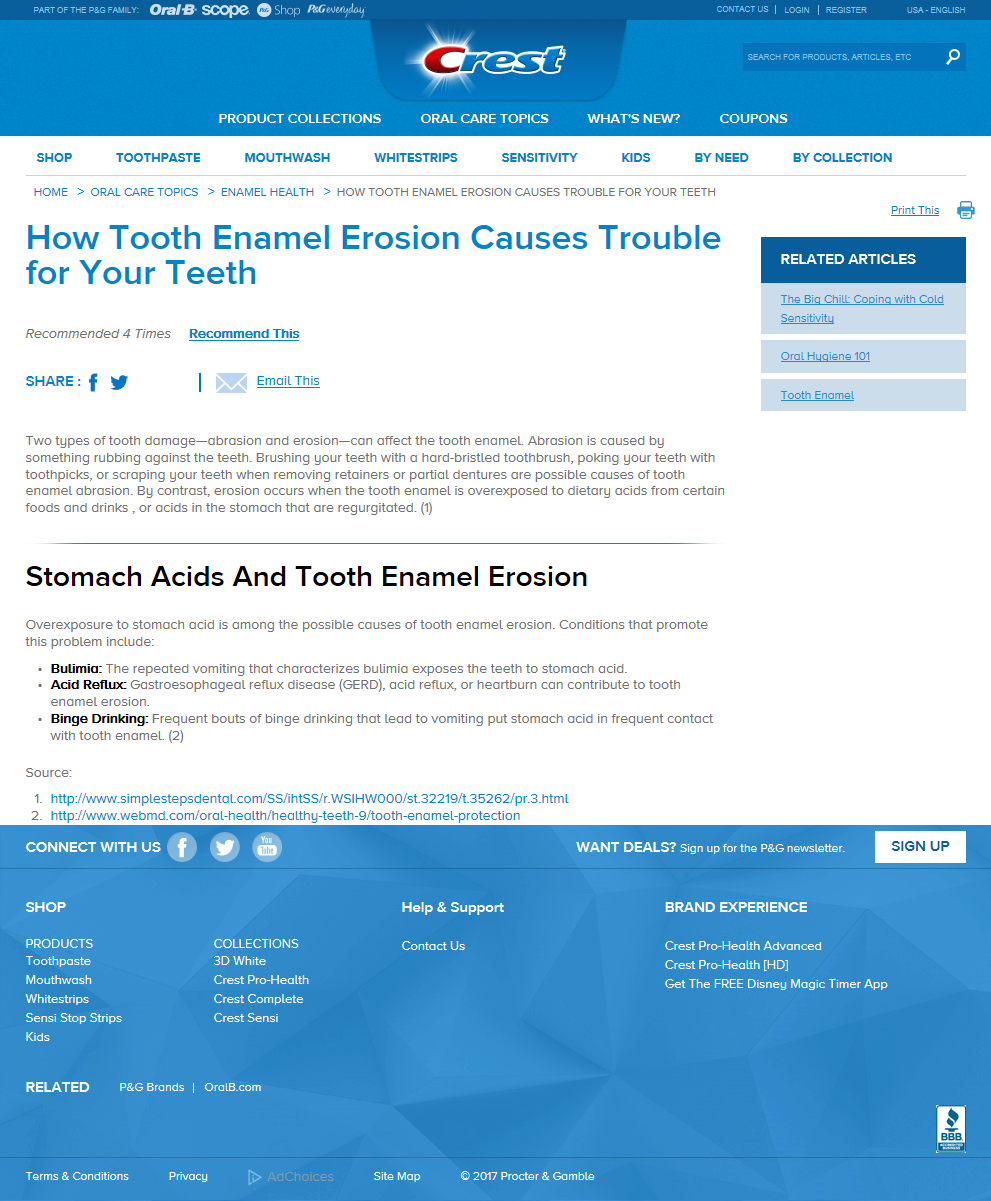 PART OF THE P&G FAMILY: Oral-B scope. P&G Shop P&G everyday
CONTACT US | LOGIN | REGISTER USA - ENGLISH
Crest
SEARCH FOR PRODUCTS, ARTICLES, ETC
PRODUCT COLLECTIONS ORAL CARE TOPICS WHAT'S NEW? COUPONS
SHOP TOOTHPASTE MOUTHWASH WHITESTRIPS SENSITIVITY KIDS BY NEED BY COLLECTION
HOME > ORAL CARE TOPICS > ENAMEL HEALTH > HOW TOOTH ENAMEL EROSION CAUSES TROUBLE FOR YOUR TEETH
Print This
How Tooth Enamel Erosion Causes Trouble
for Your Teeth
RELATED ARTICLES
The Big Chill: Coping with Cold
Sensitivity
Oral Hygiene 101
Tooth Enamel
Recommended 4 Times Recommend This
SHARE : | Email This
Two types of tooth damage—abrasion and erosion—can affect the tooth enamel. Abrasion is caused by
something rubbing against the teeth. Brushing your teeth with a hard-bristled toothbrush, poking your teeth with
toothpicks, or scraping your teeth when removing retainers or partial dentures are possible causes of tooth
enamel abrasion. By contrast, erosion occurs when the tooth enamel is overexposed to dietary acids from certain
foods and drinks , or acids in the stomach that are regurgitated. (1)
Stomach Acids And Tooth Enamel Erosion
Overexposure to stomach acid is among the possible causes of tooth enamel erosion. Conditions that promote
this problem include:
• Bulimia: The repeated vomiting that characterizes bulimia exposes the teeth to stomach acid.
• Acid Reflux: Gastroesophageal reflux disease (GERD), acid reflux, or heartburn can contribute to tooth
enamel erosion.
• Binge Drinking: Frequent bouts of binge drinking that lead to vomiting put stomach acid in frequent contact
with tooth enamel. (2)
Source:
1. http://www.simplestepsdental.com/SS/ihtSS/r.WSIHW000/st.32219/t.35262/pr.3.html
2. http://www.webmd.com/oral-health/healthy-teeth-9/tooth-enamel-protection
CONNECT WITH US You Tube WANT DEALS? Sign up for the P&G newsletter. SIGN UP
SHOP Help & Support BRAND EXPERIENCE
PRODUCTS COLLECTIONS Contact Us Crest Pro-Health Advanced
Toothpaste 3D White Crest Pro-Health [HD]
Mouthwash Crest Pro-Health Get The FREE Disney Magic Timer App
Whitestrips Crest Complete
Sensi Stop Strips Crest Sensi
Kids
RELATED P&G Brands | OralB.com
BBB.
ACCREDITED
BUSINESS
Terms & Conditions Privacy AdChoices Site Map © 2017 Procter & Gamble